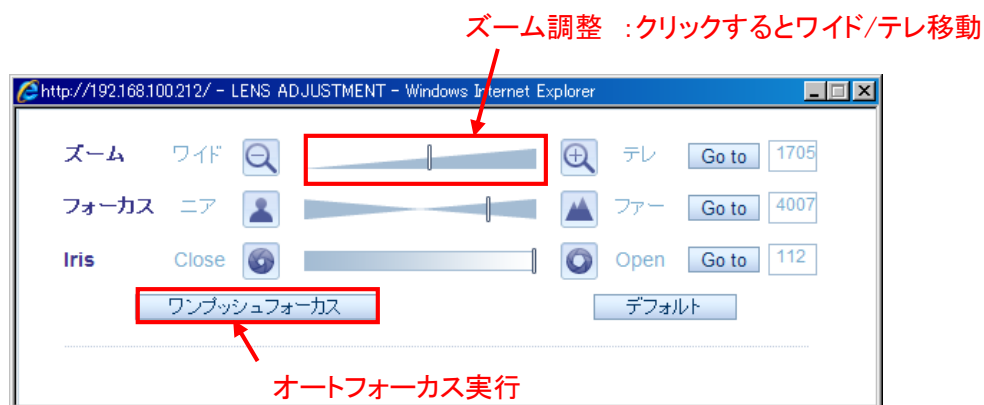 ズーム調整 :クリックするとワイド/テレ移動
http://192.168.100.212/ - LENS ADJUSTMENT - Windows Internet Explorer
ズーム ワイド テレ Go to 1705
フォーカス ニア ファー Go to 4007
Iris Close Open Go to 112
ワンプッシュフォーカス デフォルト
オートフォーカス実行